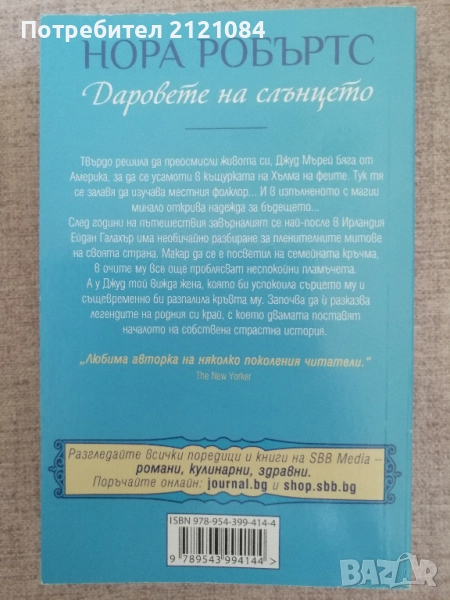 Потребител 2121084
НОРА РОБЪРТС
Даровете на слънцето
Твърдо решила да преосмисли живота си, Джуд Мърей бяга от
Америка, за да се усамоти в къщурката на Хълма на феите. Тук тя
се залавя да изучава местния фолклор... И в изпълненото с магии
минало открива надежда за бъдещето...
След години на пътешествия завърналият се най-после в Ирландия
Ейдан Галахър има необичайно разбиране за пленителните митове
на своята страна. Макар да се е посветил на семейната кръчма,
в очите му все още проблясват неспокойни пламъчета.
А у Джуд той вижда жена, която би успокоила сърцето му и
същевременно би разпалила кръвта му. Започва да ѝ разказва
легендите на родния си край, с което двамата поставят
началото на собствена страстна история.
„Любима авторка на няколко поколения читатели.“
The New Yorker
Разгледайте всички поредици и книги на SBB Media –
романи, кулинарни, здравни.
Поръчайте онлайн: journal.bg и shop.sbb.bg
ISBN 978-954-399-414-4
9 789543 994144 >
BAZAR